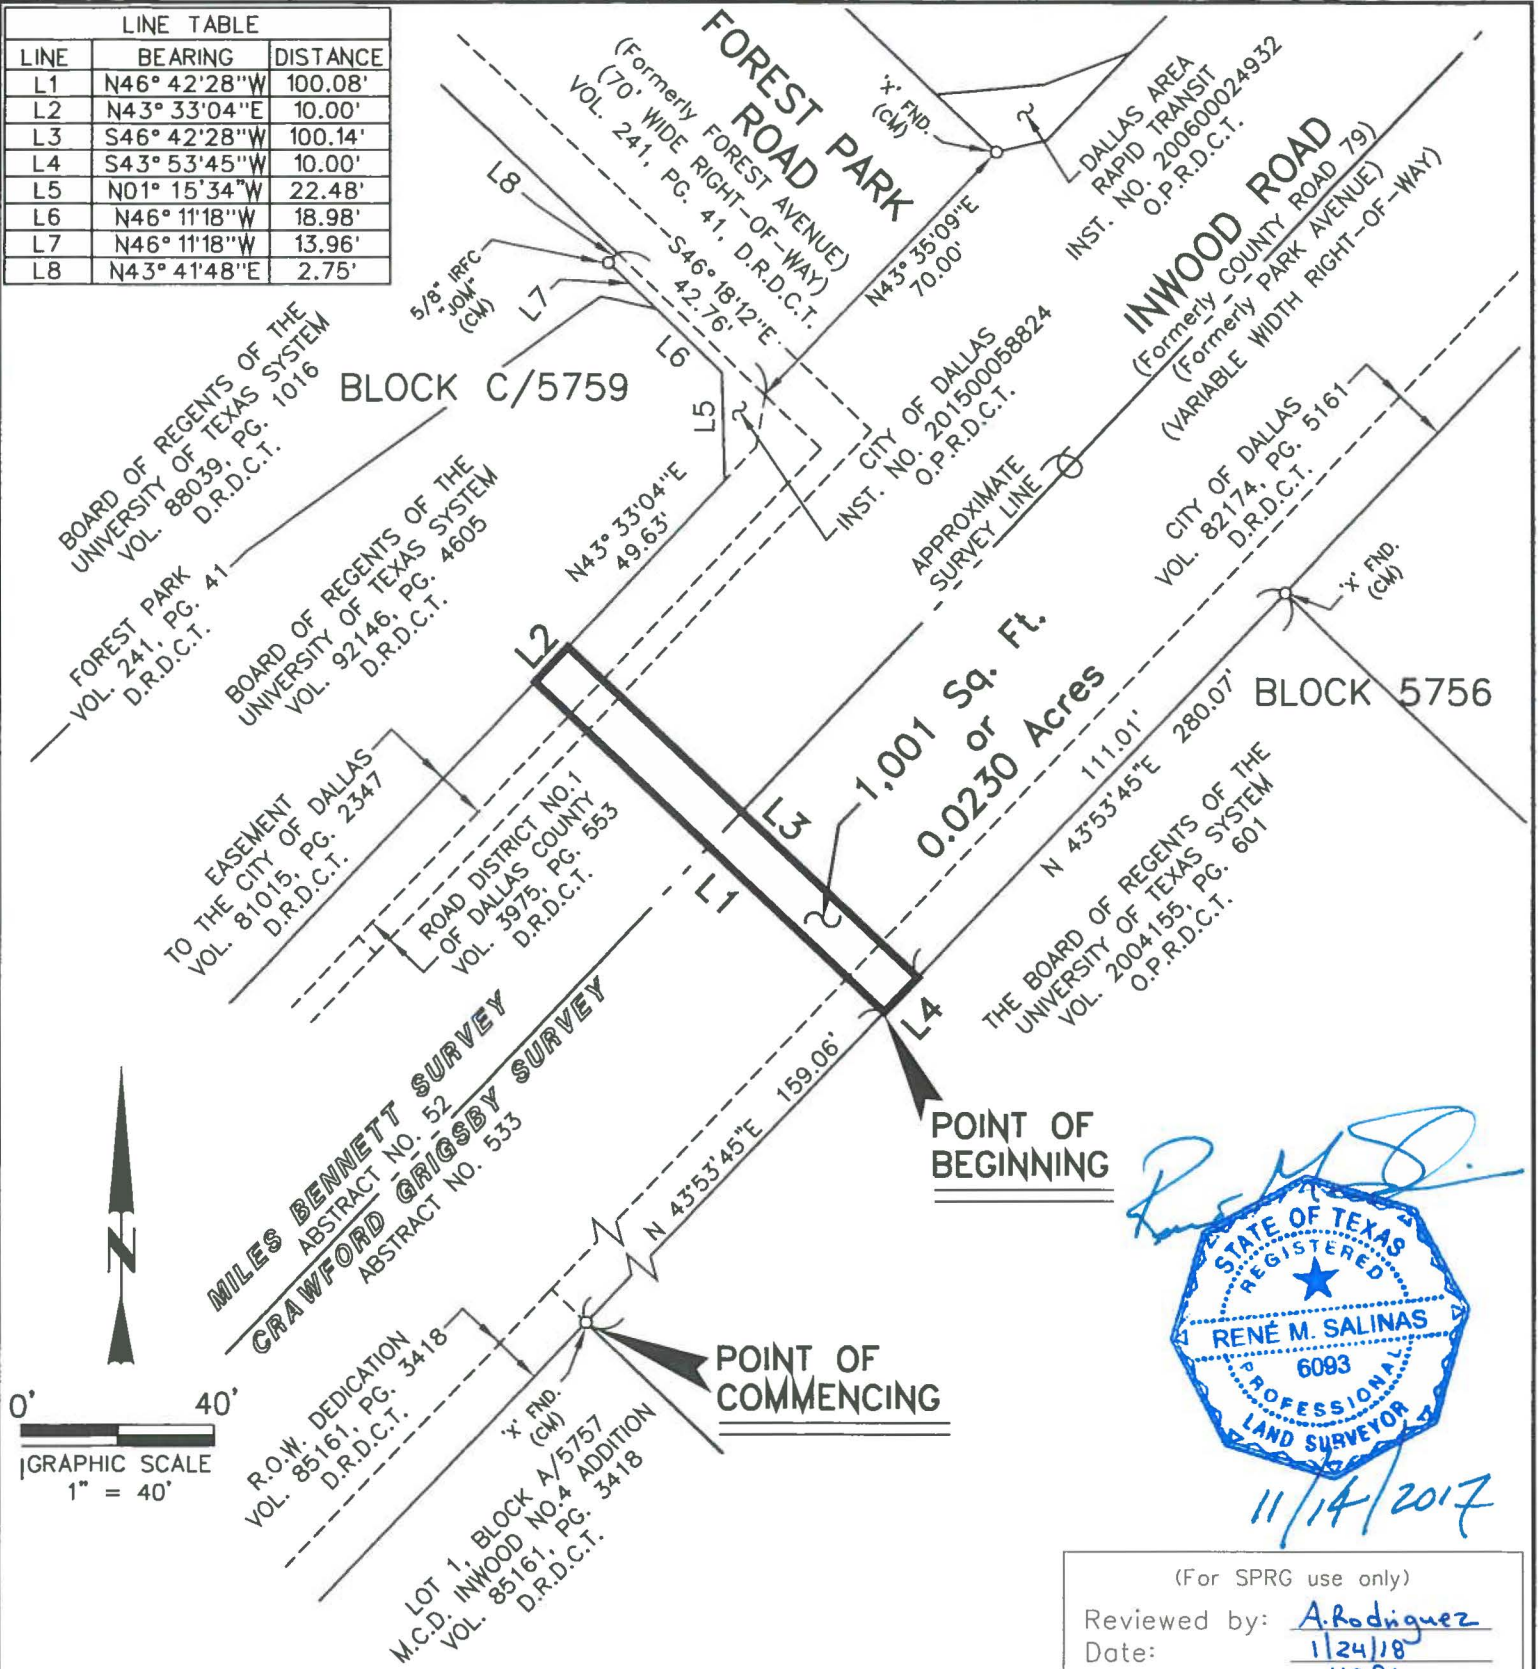 LINE TABLE
LINE BEARING DISTANCE
L1 N46° 42'28"W 100.08'
L2 N43° 33'04"E 10.00'
L3 S46° 42'28"W 100.14'
L4 S43° 53'45"W 10.00'
L5 N01° 15'34"W 22.48'
L6 N46° 11'18"W 18.98'
L7 N46° 11'18"W 13.96'
L8 N43° 41'48"E 2.75'
FOREST PARK
ROAD
(Formerly FOREST AVENUE)
(70' WIDE RIGHT-OF-WAY)
VOL. 241, PG. 41, D.R.D.C.T.
'X' FND.
(CM)
DALLAS AREA
RAPID TRANSIT
INST. NO. 200600024932
O.P.R.D.C.T.
INWOOD ROAD
(Formerly COUNTY ROAD 79)
(Formerly PARK AVENUE)
(VARIABLE WIDTH RIGHT-OF-WAY)
L8
5/8" IRFC
"JOM"
(CM)
L7
S46° 18'12"E
42.76'
N43° 35'09"E
70.00'
L6
L5
BLOCK C/5759
BOARD OF REGENTS OF THE
UNIVERSITY OF TEXAS SYSTEM
VOL. 88039, PG. 1016
D.R.D.C.T.
CITY OF DALLAS
INST. NO. 201500058824
O.P.R.D.C.T.
CITY OF DALLAS
VOL. 82174, PG. 5161
D.R.D.C.T.
APPROXIMATE
SURVEY LINE
FOREST PARK
VOL. 241, PG. 41
D.R.D.C.T.
BOARD OF REGENTS OF THE
UNIVERSITY OF TEXAS SYSTEM
VOL. 92146, PG. 4605
D.R.D.C.T.
N43° 33'04"E
49.63'
'X' FND.
(CM)
L2
1,001 Sq. Ft.
or
0.0230 Acres
BLOCK 5756
111.01'
N 43°53'45"E 280.07'
EASEMENT
TO THE CITY OF DALLAS
VOL. 81015, PG. 2347
D.R.D.C.T.
ROAD DISTRICT NO.1
OF DALLAS COUNTY
VOL. 3975, PG. 553
D.R.D.C.T.
L3
L1
L4
THE BOARD OF REGENTS OF THE
UNIVERSITY OF TEXAS SYSTEM
VOL. 2004155, PG. 601
O.P.R.D.C.T.
MILES BENNETT SURVEY
ABSTRACT NO. 52
CRAWFORD GRIGSBY SURVEY
ABSTRACT NO. 533
N 43°53'45"E 159.06'
POINT OF
BEGINNING
N
POINT OF
COMMENCING
0' 40'
GRAPHIC SCALE
1" = 40'
R.O.W. DEDICATION
VOL. 85161, PG. 3418
D.R.D.C.T.
'X' FND.
(CM)
LOT 1, BLOCK A/5757
M.C.D. INWOOD NO.4 ADDITION
VOL. 85161, PG. 3418
D.R.D.C.T.
STATE OF TEXAS
REGISTERED
RENÉ M. SALINAS
6093
PROFESSIONAL
LAND SURVEYOR
11/14/2017
(For SPRG use only)
Reviewed by: A.Rodriguez
Date: 1/24/18